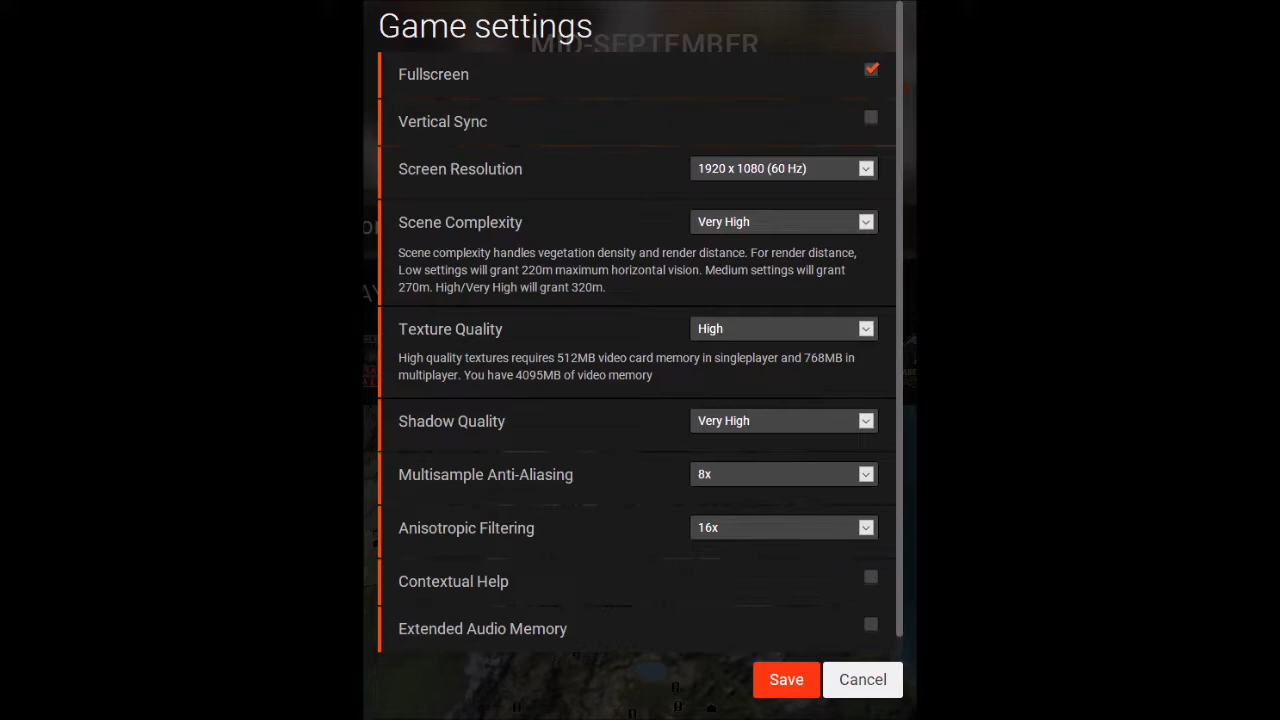 Game settings
MID-SEPTEMBER
Fullscreen
Vertical Sync
Screen Resolution
1920 x 1080 (60 Hz)
Scene Complexity
Very High
Scene complexity handles vegetation density and render distance. For render distance,
Low settings will grant 220m maximum horizontal vision. Medium settings will grant
270m. High/Very High will grant 320m.
Texture Quality
High
High quality textures requires 512MB video card memory in singleplayer and 768MB in
multiplayer. You have 4095MB of video memory
Shadow Quality
Very High
Multisample Anti-Aliasing
8x
Anisotropic Filtering
16x
Contextual Help
Extended Audio Memory
Save
Cancel